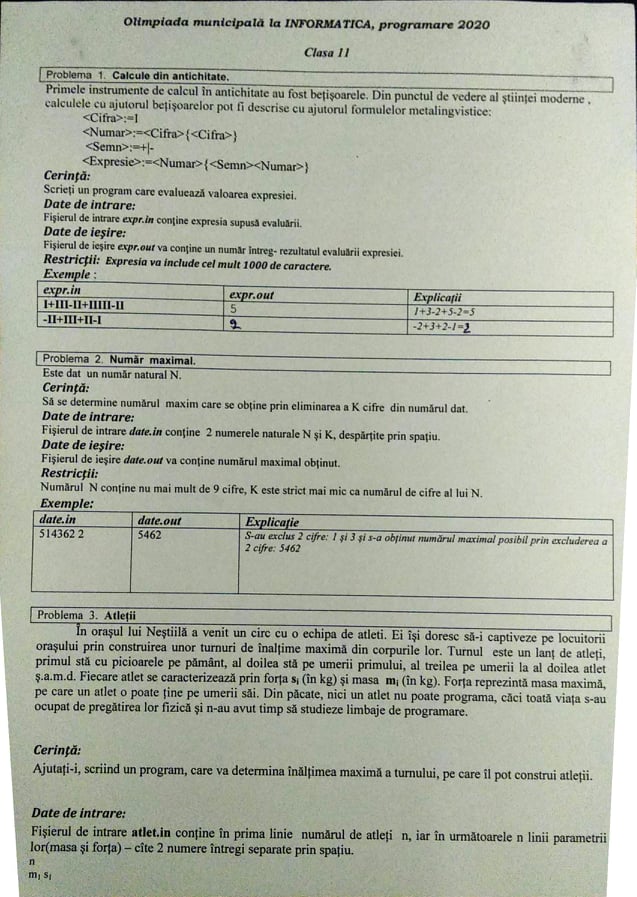 Olimpiada municipală la INFORMATICA, programare 2020
Clasa 11
Problema 1. Calcule din antichitate.
Primele instrumente de calcul în antichitate au fost bețișoarele. Din punctul de vedere al științei moderne ,
calculele cu ajutorul bețișoarelor pot fi descrise cu ajutorul formulelor metalingvistice:
<Cifra>:=I
<Numar>:=<Cifra>{<Cifra>}
<Semn>:=+|-
<Expresie>:=<Numar>{<Semn><Numar>}
Cerință:
Scrieți un program care evaluează valoarea expresiei.
Date de intrare:
Fișierul de intrare expr.in conține expresia supusă evaluării.
Date de ieșire:
Fișierul de ieșire expr.out va conține un număr întreg- rezultatul evaluării expresiei.
Restricții: Expresia va include cel mult 1000 de caractere.
Exemple :
expr.in expr.out Explicații
I+III-II+IIIII-II 5 1+3-2+5-2=5
-II+III+II-I 2 -2+3+2-1=2
Problema 2. Număr maximal.
Este dat un număr natural N.
Cerință:
Să se determine numărul maxim care se obține prin eliminarea a K cifre din numărul dat.
Date de intrare:
Fișierul de intrare date.in conține 2 numerele naturale N și K, despărțite prin spațiu.
Date de ieșire:
Fișierul de ieșire date.out va conține numărul maximal obținut.
Restricții:
Numărul N conține nu mai mult de 9 cifre, K este strict mai mic ca numărul de cifre al lui N.
Exemple:
date.in date.out Explicație
514362 2 5462 S-au exclus 2 cifre: 1 și 3 și s-a obținut numărul maximal posibil prin excluderea a
2 cifre: 5462
Problema 3. Atleții
În orașul lui Neștiilă a venit un circ cu o echipa de atleti. Ei își doresc să-i captiveze pe locuitorii
orașului prin construirea unor turnuri de înalțime maximă din corpurile lor. Turnul este un lanț de atleți,
primul stă cu picioarele pe pământ, al doilea stă pe umerii primului, al treilea pe umerii la al doilea atlet
ș.a.m.d. Fiecare atlet se caracterizează prin forța si (în kg) și masa mi (în kg). Forța reprezintă masa maximă,
pe care un atlet o poate ține pe umerii săi. Din păcate, nici un atlet nu poate programa, căci toată viața s-au
ocupat de pregătirea lor fizică și n-au avut timp să studieze limbaje de programare.
Cerință:
Ajutați-i, scriind un program, care va determina înălțimea maximă a turnului, pe care îl pot construi atleții.
Date de intrare:
Fișierul de intrare atlet.in conține în prima linie numărul de atleți n, iar în următoarele n linii parametrii
lor(masa și forța) – cîte 2 numere întregi separate prin spațiu.
n
m₁ s₁